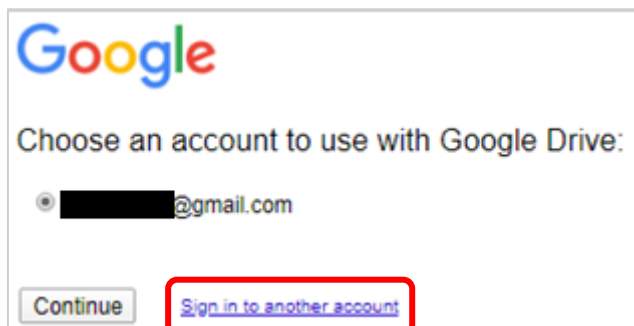 Google
Choose an account to use with Google Drive:
@gmail.com
Continue Sign in to another account